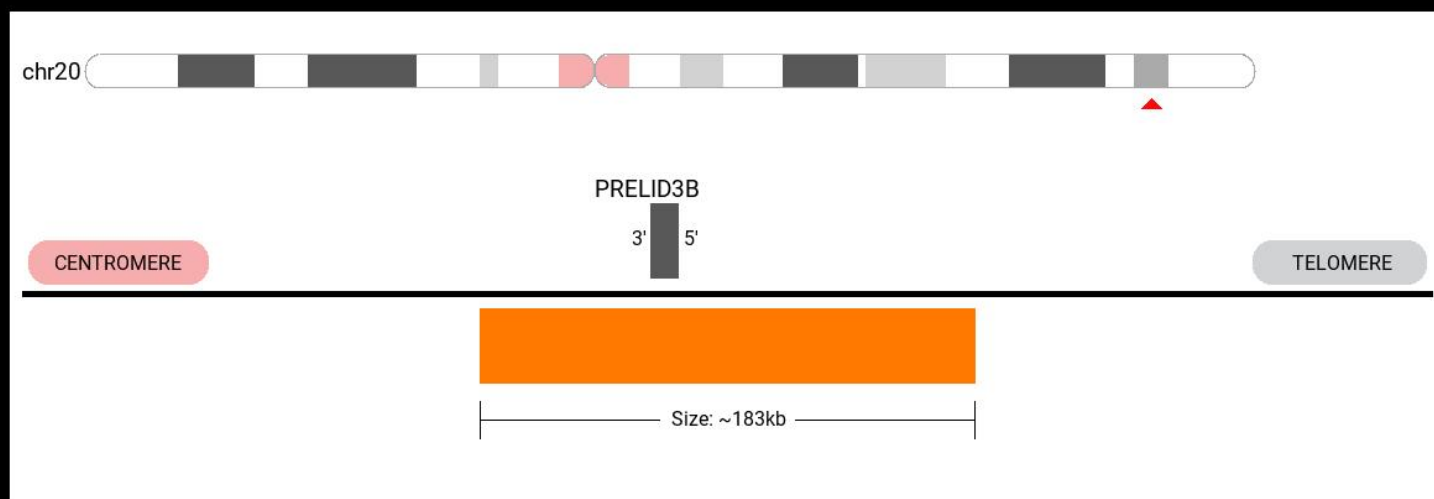 chr20
PRELID3B
3' 5'
CENTROMERE
TELOMERE
Size: ~183kb